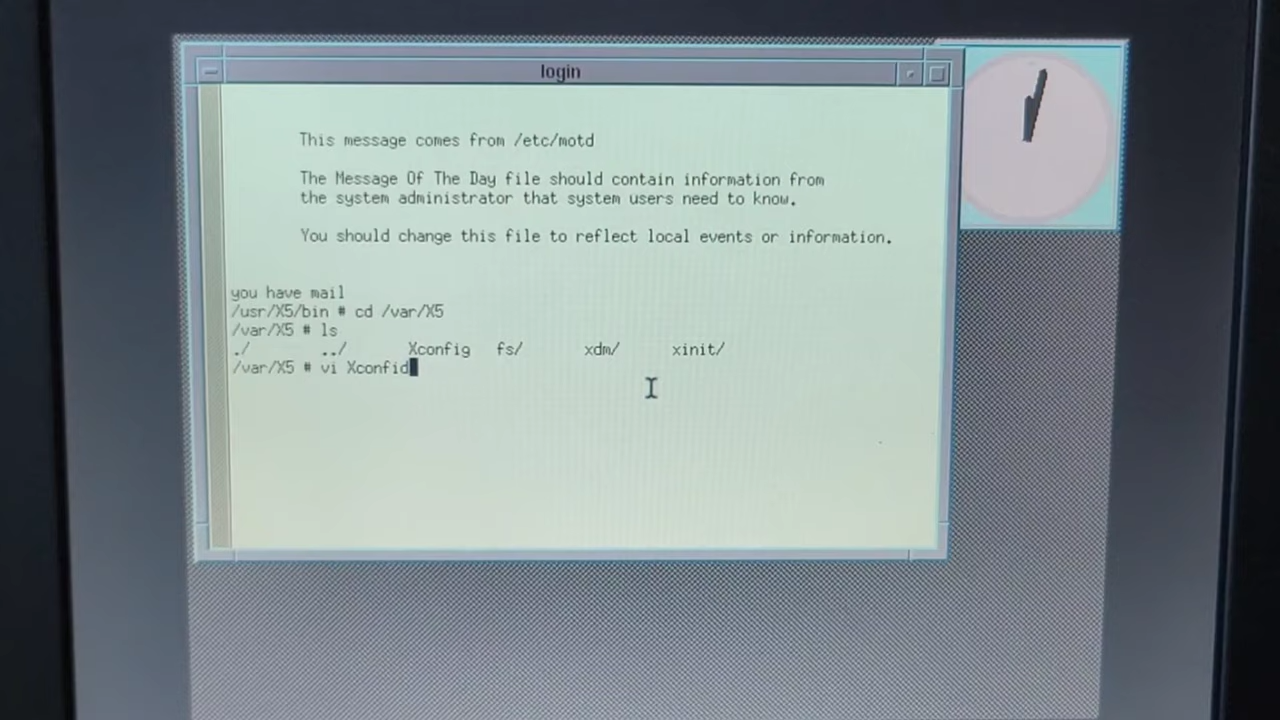 login
This message comes from /etc/motd
The Message Of The Day file should contain information from
the system administrator that system users need to know.
You should change this file to reflect local events or information.
you have mail
/usr/X5/bin # cd /var/X5
/var/X5 # ls
./ ../ Xconfig fs/ xdm/ xinit/
/var/X5 # vi Xconfid